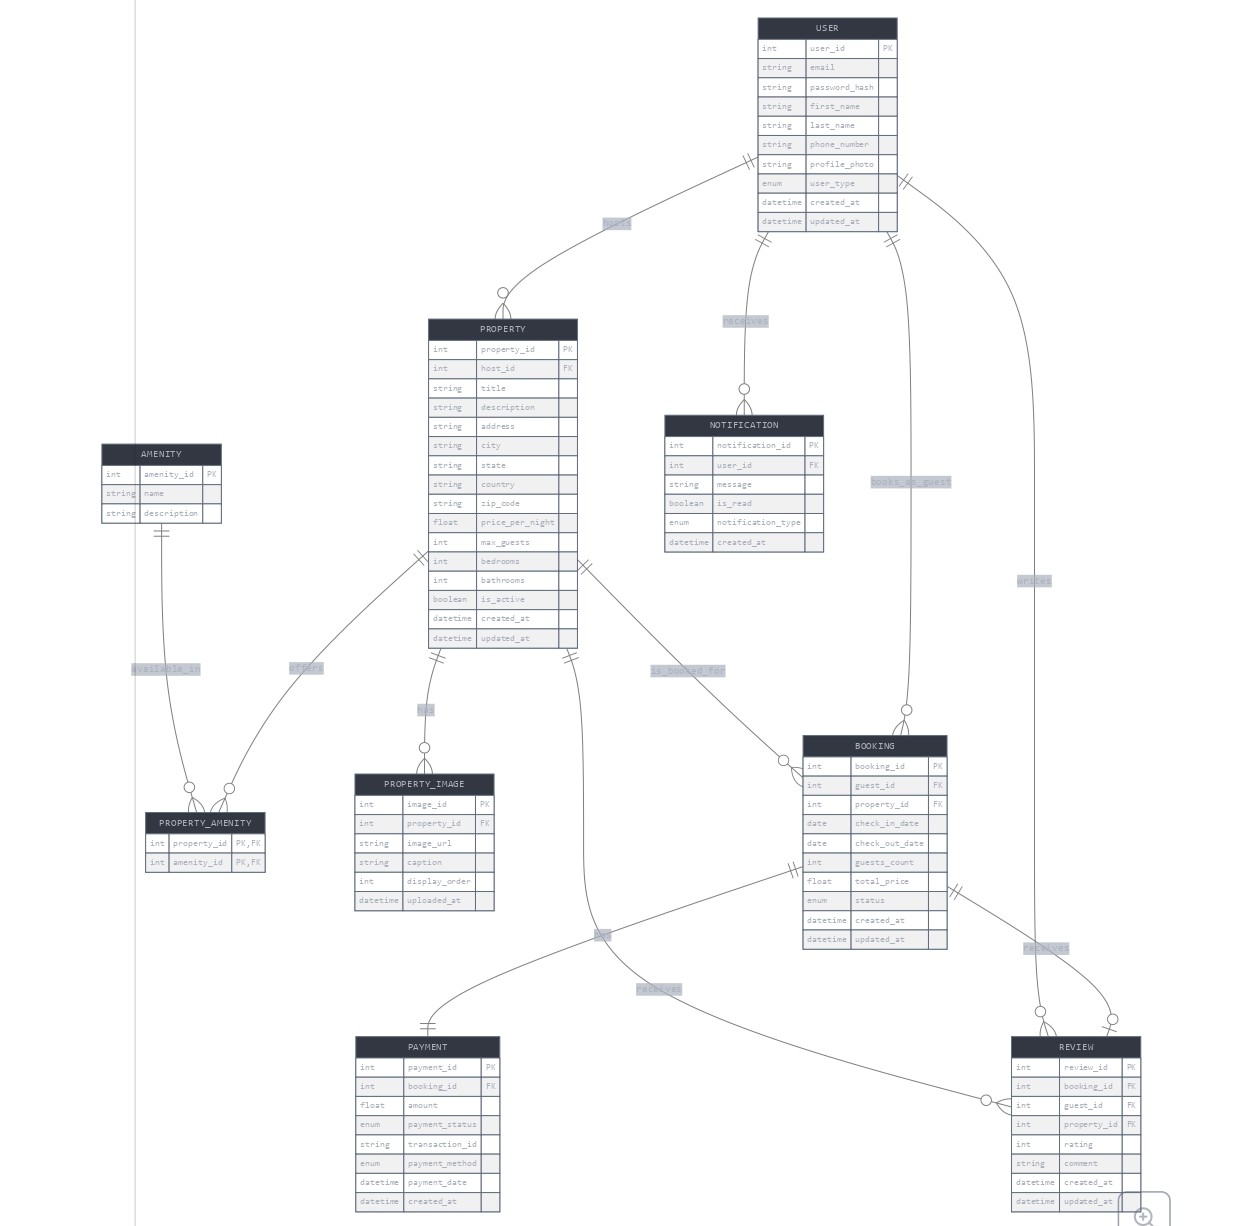 USER
int user_id PK
string email
string password_hash
string first_name
string last_name
string phone_number
string profile_photo
enum user_type
datetime created_at
datetime updated_at
hosts
receives
books_as_guest
writes
PROPERTY
int property_id PK
int host_id FK
string title
string description
string address
string city
string state
string country
string zip_code
float price_per_night
int max_guests
int bedrooms
int bathrooms
boolean is_active
datetime created_at
datetime updated_at
NOTIFICATION
int notification_id PK
int user_id FK
string message
boolean is_read
enum notification_type
datetime created_at
AMENITY
int amenity_id PK
string name
string description
available_in
offers
has
is_booked_for
PROPERTY_AMENITY
int property_id PK,FK
int amenity_id PK,FK
PROPERTY_IMAGE
int image_id PK
int property_id FK
string image_url
string caption
int display_order
datetime uploaded_at
BOOKING
int booking_id PK
int guest_id FK
int property_id FK
date check_in_date
date check_out_date
int guests_count
float total_price
enum status
datetime created_at
datetime updated_at
has
receives
receives
PAYMENT
int payment_id PK
int booking_id FK
float amount
enum payment_status
string transaction_id
enum payment_method
datetime payment_date
datetime created_at
REVIEW
int review_id PK
int booking_id FK
int guest_id FK
int property_id FK
int rating
string comment
datetime created_at
datetime updated_at